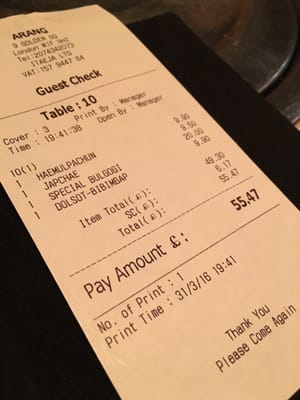 ARANG
9 GOLDEN SQ
London W1F 9HZ
Tel:2074342073
ITAEJA LTD
VAT:157 9447 64
Guest Check
Table : 10
Cover : 3 Print By : Manager
Time : 19:41:38 Open By : Manager
1 HAEMULPACHUN 9.90
1 JAPCHAE 9.50
1 SPECIAL BULGOGI 20.00
1 DOLSOT-BIBIMBAP 9.90
Item Total(£): 49.30
SC(£): 6.17
Total(£): 55.47
Pay Amount £: 55.47
No. of Print : 1
Print Time : 31/3/16 19:41
Thank You
Please Come Again